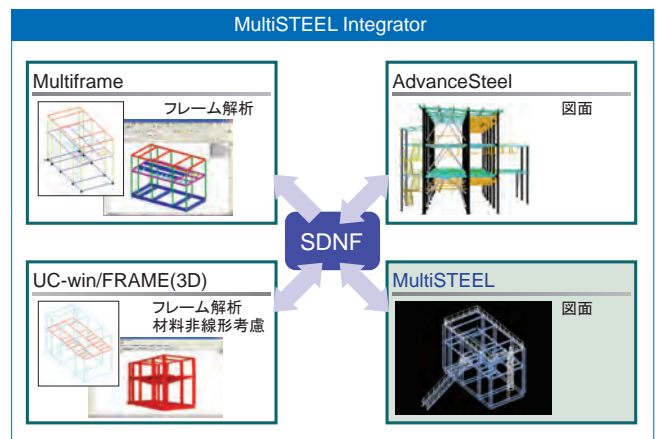 MultiSTEEL Integrator
Multiframe
フレーム解析
AdvanceSteel
図面
SDNF
UC-win/FRAME(3D)
フレーム解析
材料非線形考慮
MultiSTEEL
図面